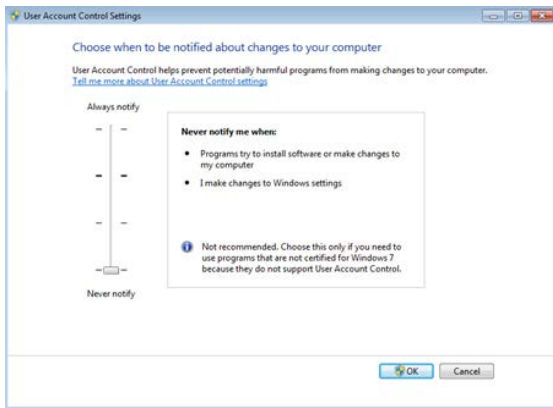 User Account Control Settings
Choose when to be notified about changes to your computer
User Account Control helps prevent potentially harmful programs from making changes to your computer.
Tell me more about User Account Control settings
Always notify
Never notify me when:
Programs try to install software or make changes to
my computer
I make changes to Windows settings
Not recommended. Choose this only if you need to
use programs that are not certified for Windows 7
because they do not support User Account Control.
Never notify
OK
Cancel